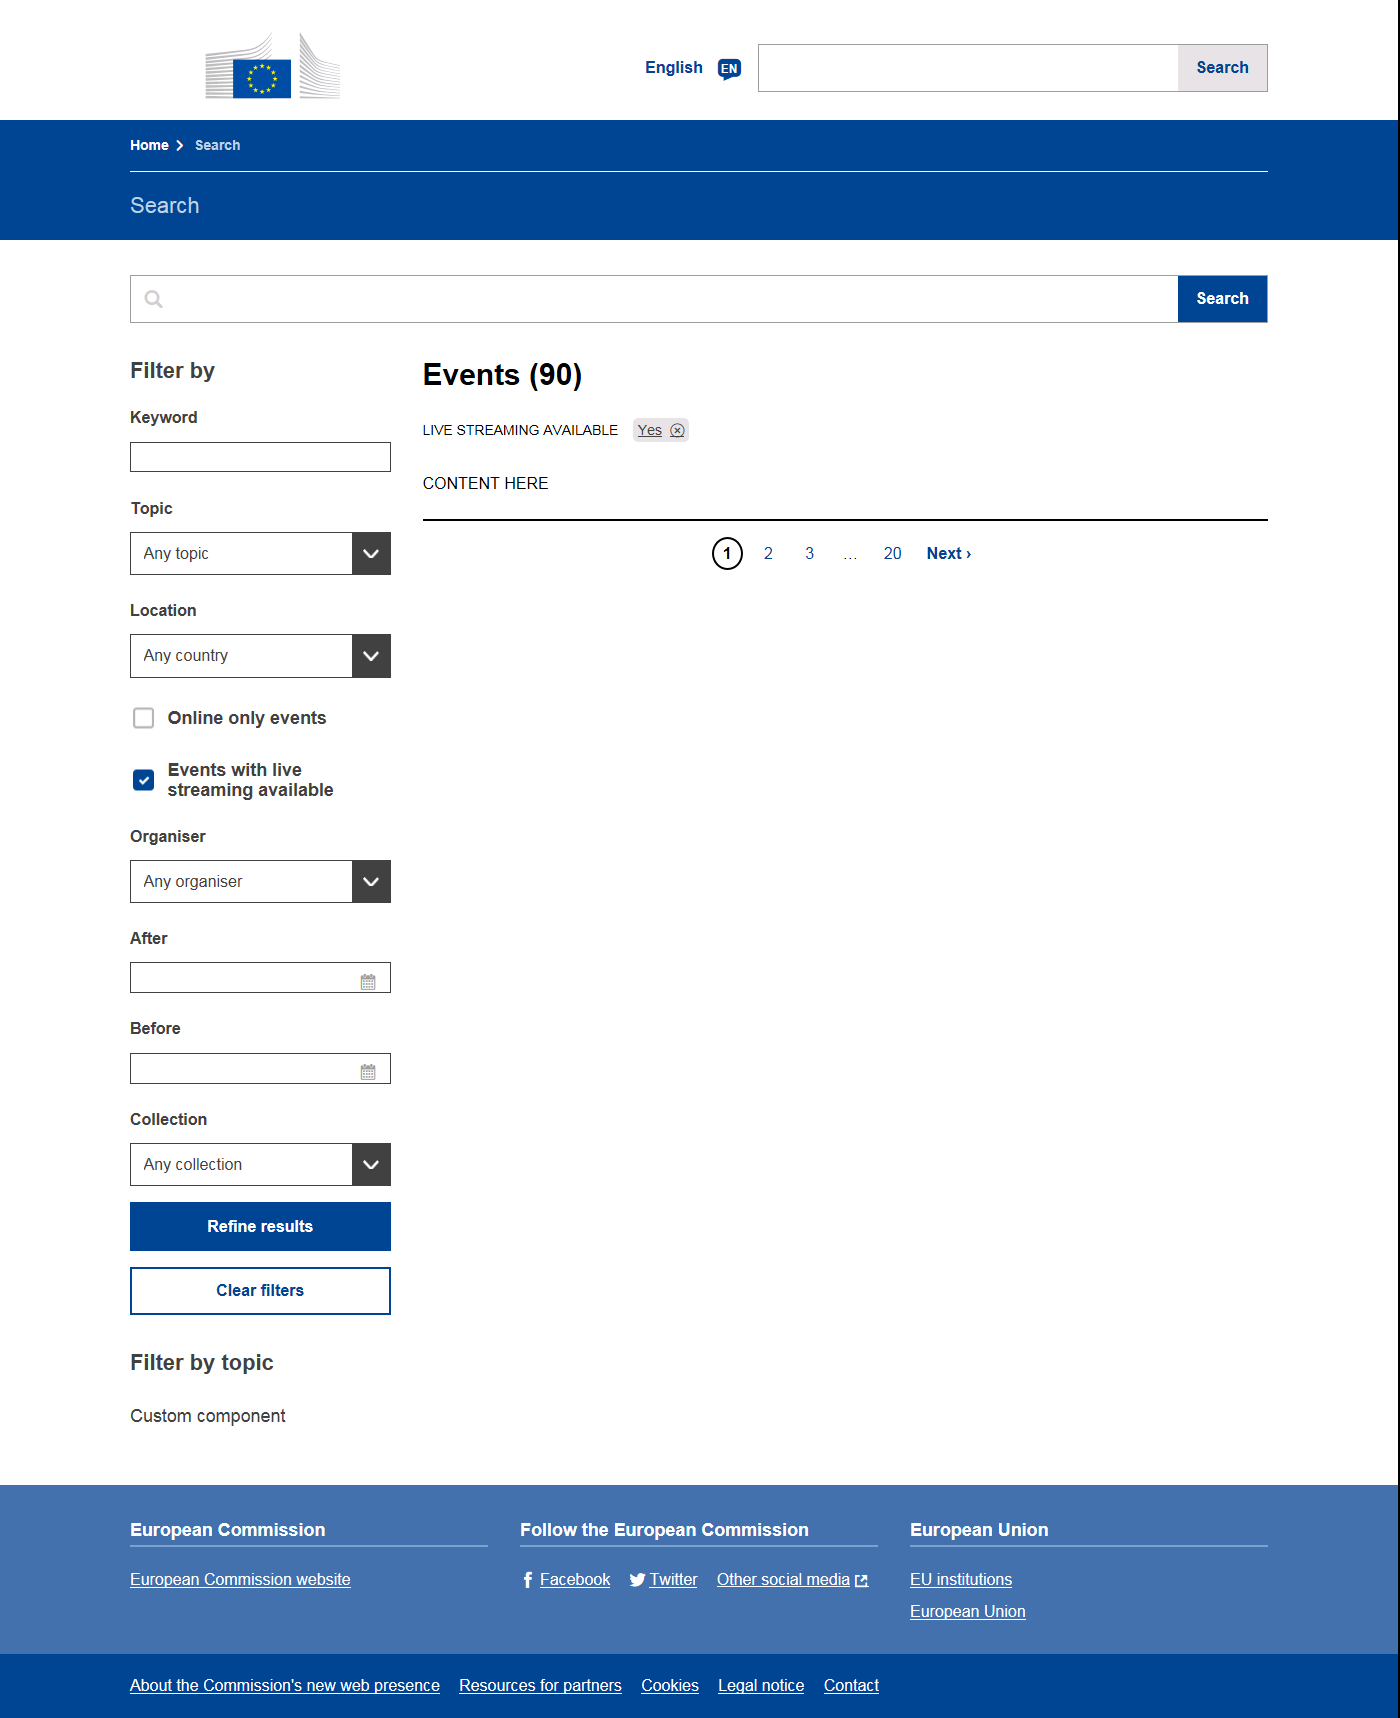 English EN Search
Home Search
Search
Search
Filter by
Keyword
Topic
Any topic
Location
Any country
Online only events
Events with live
streaming available
Organiser
Any organiser
After
Before
Collection
Any collection
Refine results
Clear filters
Filter by topic
Custom component
Events (90)
LIVE STREAMING AVAILABLE Yes
CONTENT HERE
1 2 3 ... 20 Next ›
European Commission
European Commission website
Follow the European Commission
Facebook Twitter Other social media
European Union
EU institutions
European Union
About the Commission's new web presence Resources for partners Cookies Legal notice Contact